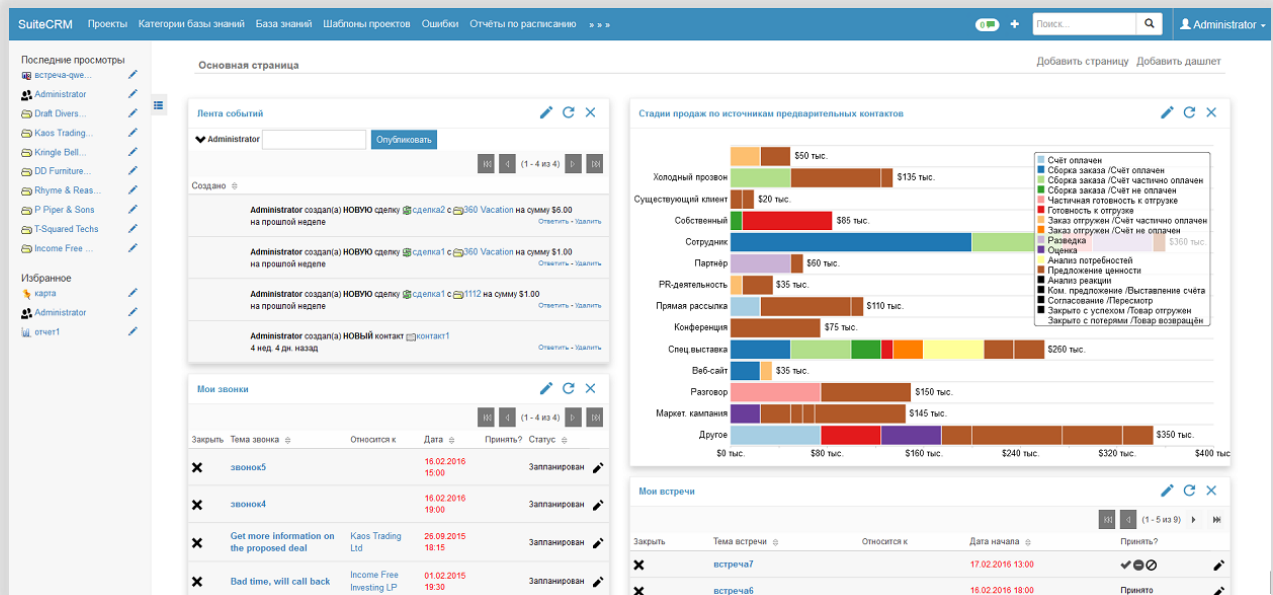 SuiteCRM Проекты Категории базы знаний База знаний Шаблоны проектов Ошибки Отчёты по расписанию » » » 0 Поиск... Administrator
Последние просмотры
встреча-qwe...
Administrator
Draft Divers...
Kaos Trading...
Kringle Bell...
DD Furniture...
Rhyme & Reas...
P Piper & Sons
T-Squared Techs
Income Free ...
Избранное
карта
Administrator
отчет1
Основная страница
Добавить страницу Добавить дашлет
Лента событий
Administrator Опубликовать
(1 - 4 из 4)
Создано
Administrator создал(а) НОВУЮ сделку сделка2 с 360 Vacation на сумму $6.00
на прошлой неделе Ответить - Удалить
Administrator создал(а) НОВУЮ сделку сделка1 с 360 Vacation на сумму $1.00
на прошлой неделе Ответить - Удалить
Administrator создал(а) НОВУЮ сделку сделка1 с 1112 на сумму $1.00
на прошлой неделе Ответить - Удалить
Administrator создал(а) НОВЫЙ контакт контакт1
4 нед. 4 дн. назад Ответить - Удалить
Мои звонки
(1 - 4 из 4)
Закрыть Тема звонка Относится к Дата Принять? Статус
звонок5 16.02.2016 15:00 Запланирован
звонок4 16.02.2016 19:00 Запланирован
Get more information on the proposed deal Kaos Trading Ltd 26.09.2015 18:15 Запланирован
Bad time, will call back Income Free Investing LP 01.02.2015 19:30 Запланирован
Стадии продаж по источникам предварительных контактов
$50 тыс.
Холодный прозвон $135 тыс.
Существующий клиент $20 тыс.
Собственный $85 тыс.
Сотрудник $360 тыс.
Партнёр $60 тыс.
PR-деятельность $35 тыс.
Прямая рассылка $110 тыс.
Конференция $75 тыс.
Спец.выставка $260 тыс.
Веб-сайт $35 тыс.
Разговор $150 тыс.
Маркет. кампания $145 тыс.
Другое $350 тыс.
$0 тыс. $80 тыс. $160 тыс. $240 тыс. $320 тыс. $400 тыс
Счёт оплачен
Сборка заказа /Счёт оплачен
Сборка заказа /Счёт частично оплачен
Сборка заказа /Счёт не оплачен
Частичная готовность к отгрузке
Готовность к отгрузке
Заказ отгружен /Счёт частично оплачен
Заказ отгружен /Счёт не оплачен
Разведка
Оценка
Анализ потребностей
Предложение ценности
Анализ реакции
Ком. предложение /Выставление счёта
Согласование /Пересмотр
Закрыто с успехом /Товар отгружен
Закрыто с потерями /Товар возвращён
Мои встречи
(1 - 5 из 9)
Закрыть Тема встречи Относится к Дата начала Принять?
встреча7 17.02.2016 13:00
встреча6 16.02.2016 18:00 Принято